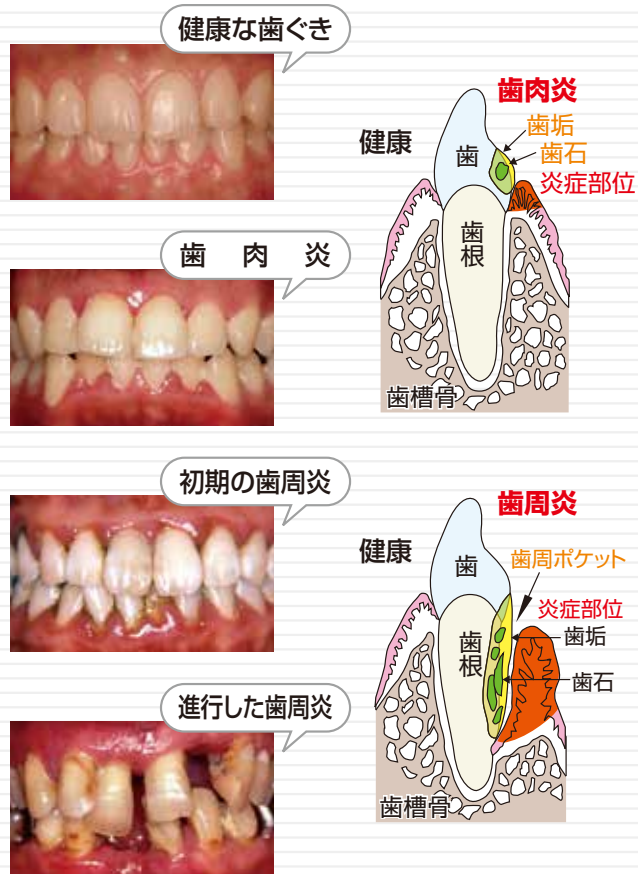 健康な歯ぐき
歯肉炎
健康
歯垢
歯石
炎症部位
歯
歯根
歯槽骨
歯肉炎
初期の歯周炎
歯周炎
健康
歯周ポケット
炎症部位
歯垢
歯石
歯
歯根
歯槽骨
進行した歯周炎